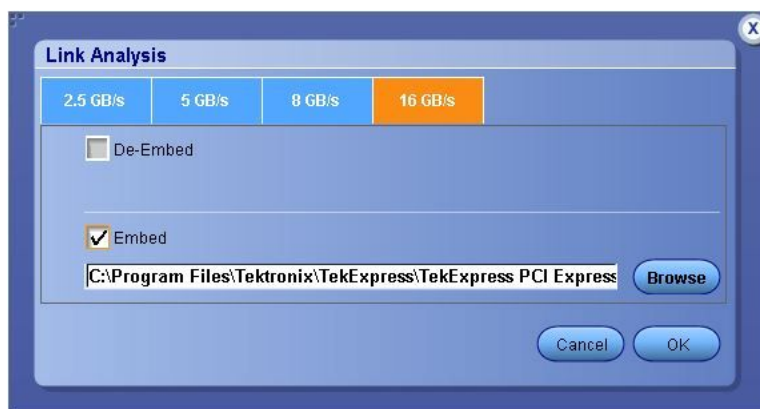 X
Link Analysis
2.5 GB/s 5 GB/s 8 GB/s 16 GB/s
De-Embed
Embed
C:\Program Files\Tektronix\TekExpress\TekExpress PCI Express Browse
Cancel OK